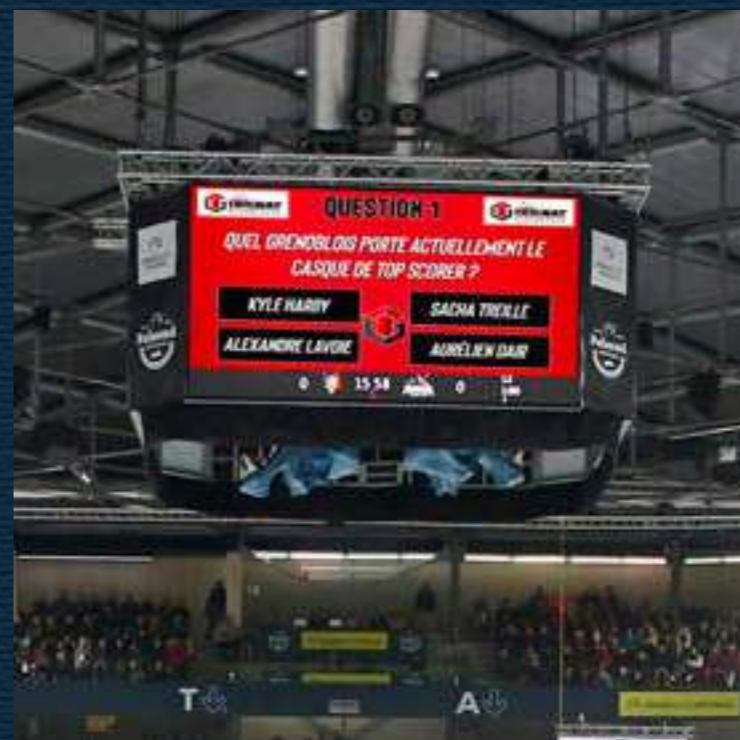 QUESTION 1
QUEL GRENOBLOIS PORTE ACTUELLEMENT LE
CASQUE DE TOP SCORER ?
KYLE HARDY
SACHA TREILLE
ALEXANDRE LAVOIE
AURÉLIEN DAIR
0 15 58 0
T A